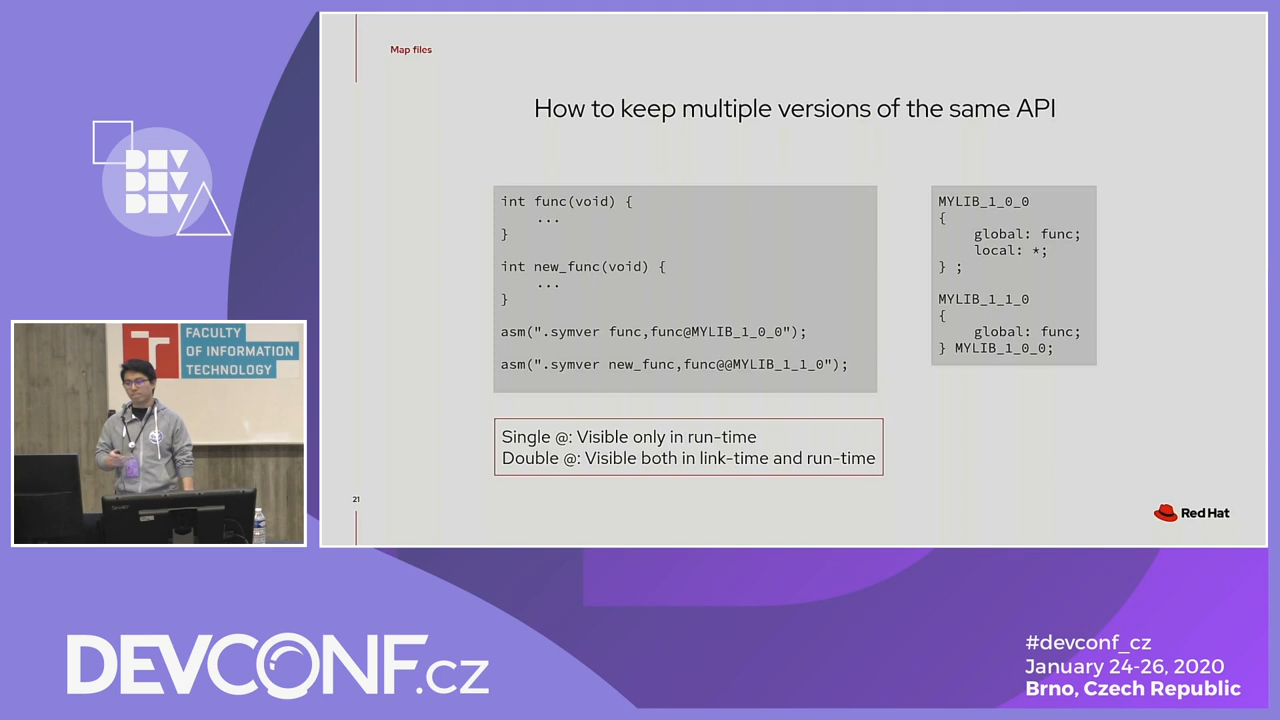 Map files
How to keep multiple versions of the same API
int func(void) {
...
}
int new_func(void) {
...
}
asm(".symver func,func@MYLIB_1_0_0");
asm(".symver new_func,func@@MYLIB_1_1_0");
MYLIB_1_0_0
{
global: func;
local: *;
} ;
MYLIB_1_1_0
{
global: func;
} MYLIB_1_0_0;
Single @: Visible only in run-time
Double @: Visible both in link-time and run-time
21
Red Hat
DEV
DEV
DEV
FACULTY
OF INFORMATION
TECHNOLOGY
DEVCONF.cz
#devconf_cz
January 24-26, 2020
Brno, Czech Republic